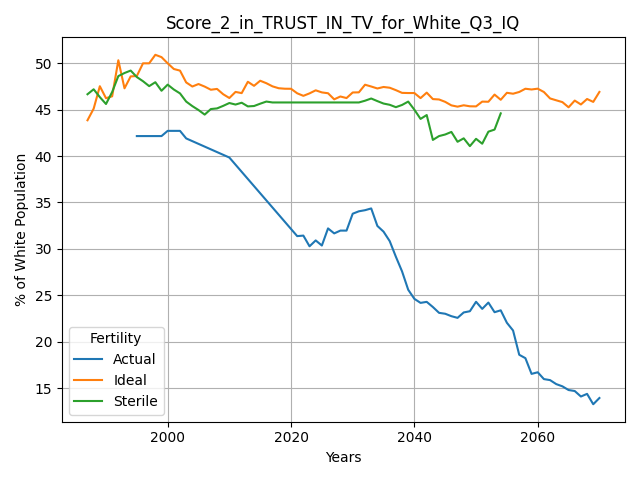 Score_2_in_TRUST_IN_TV_for_White_Q3_IQ
% of White Population
50
45
40
35
30
25
20
15
Fertility
Actual
Ideal
Sterile
2000
2020
2040
2060
Years